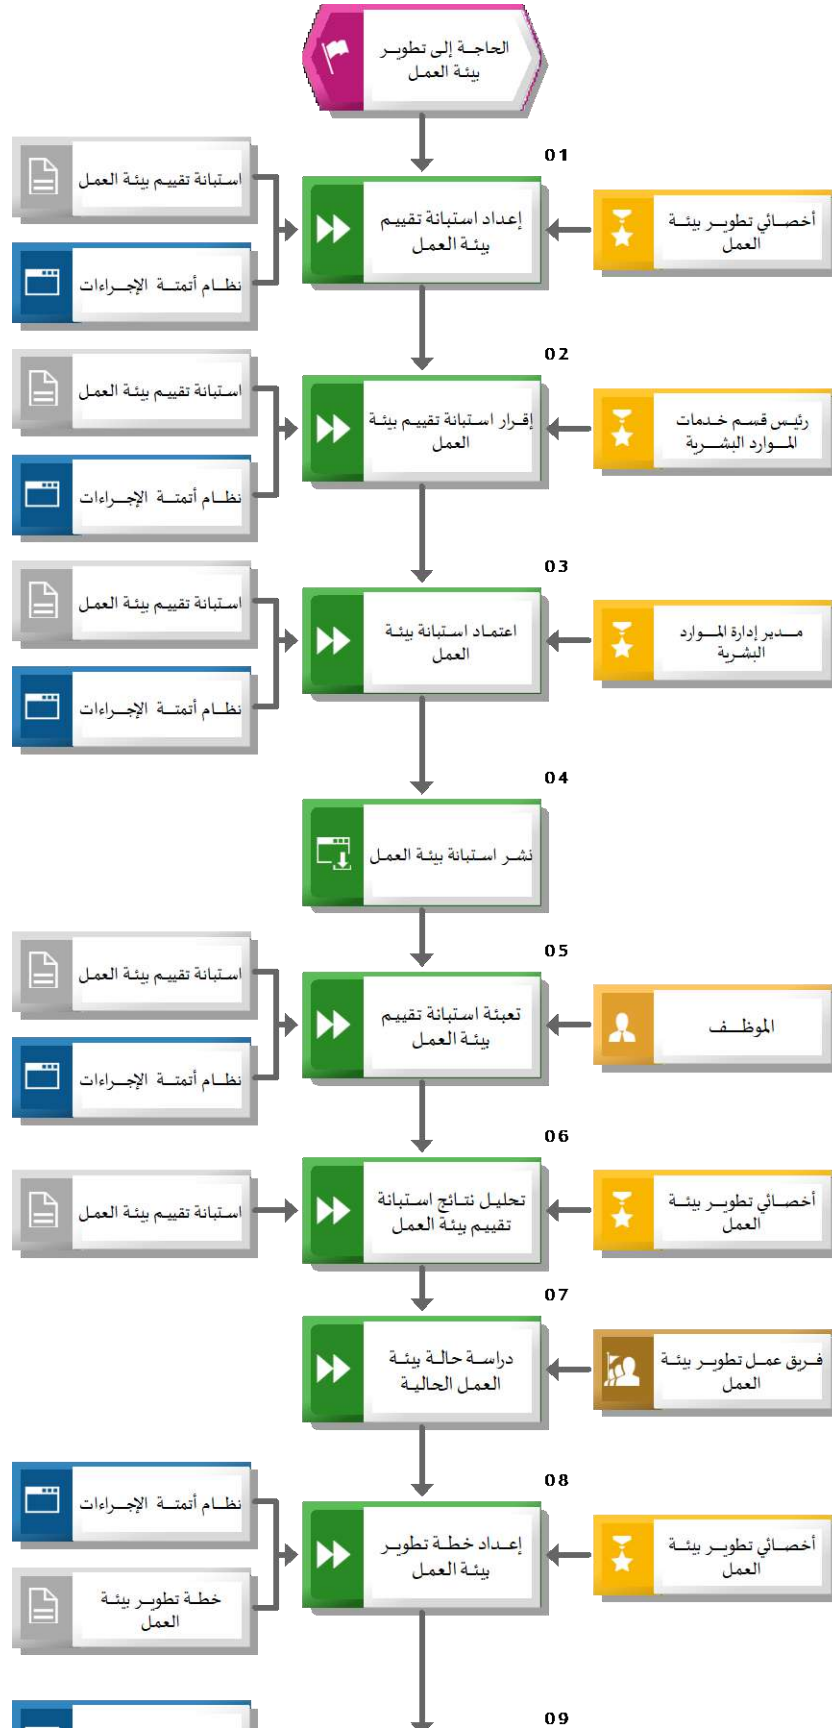 الحاجة إلى تطوير
بيئة العمل
01
أخصائي تطوير بيئة
العمل
إعداد استبانة تقييم
بيئة العمل
استبانة تقييم بيئة العمل
نظام أتمتة الإجراءات
02
رئيس قسم خدمات
الموارد البشرية
إقرار استبانة تقييم بيئة
العمل
استبانة تقييم بيئة العمل
نظام أتمتة الإجراءات
03
مدير إدارة الموارد
البشرية
اعتماد استبانة بيئة
العمل
استبانة تقييم بيئة العمل
نظام أتمتة الإجراءات
04
نشر استبانة بيئة العمل
05
الموظف
تعبئة استبانة تقييم
بيئة العمل
استبانة تقييم بيئة العمل
نظام أتمتة الإجراءات
06
أخصائي تطوير بيئة
العمل
تحليل نتائج استبانة
تقييم بيئة العمل
استبانة تقييم بيئة العمل
07
فريق عمل تطوير بيئة
العمل
دراسة حالة بيئة
العمل الحالية
08
أخصائي تطوير بيئة
العمل
إعداد خطة تطوير
بيئة العمل
نظام أتمتة الإجراءات
خطة تطوير بيئة
العمل
09